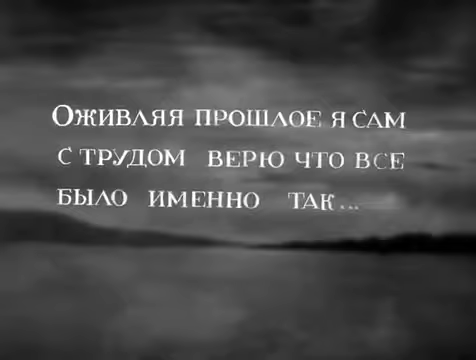 Оживляя прошлое я сам
с трудом верю что все
было именно так...